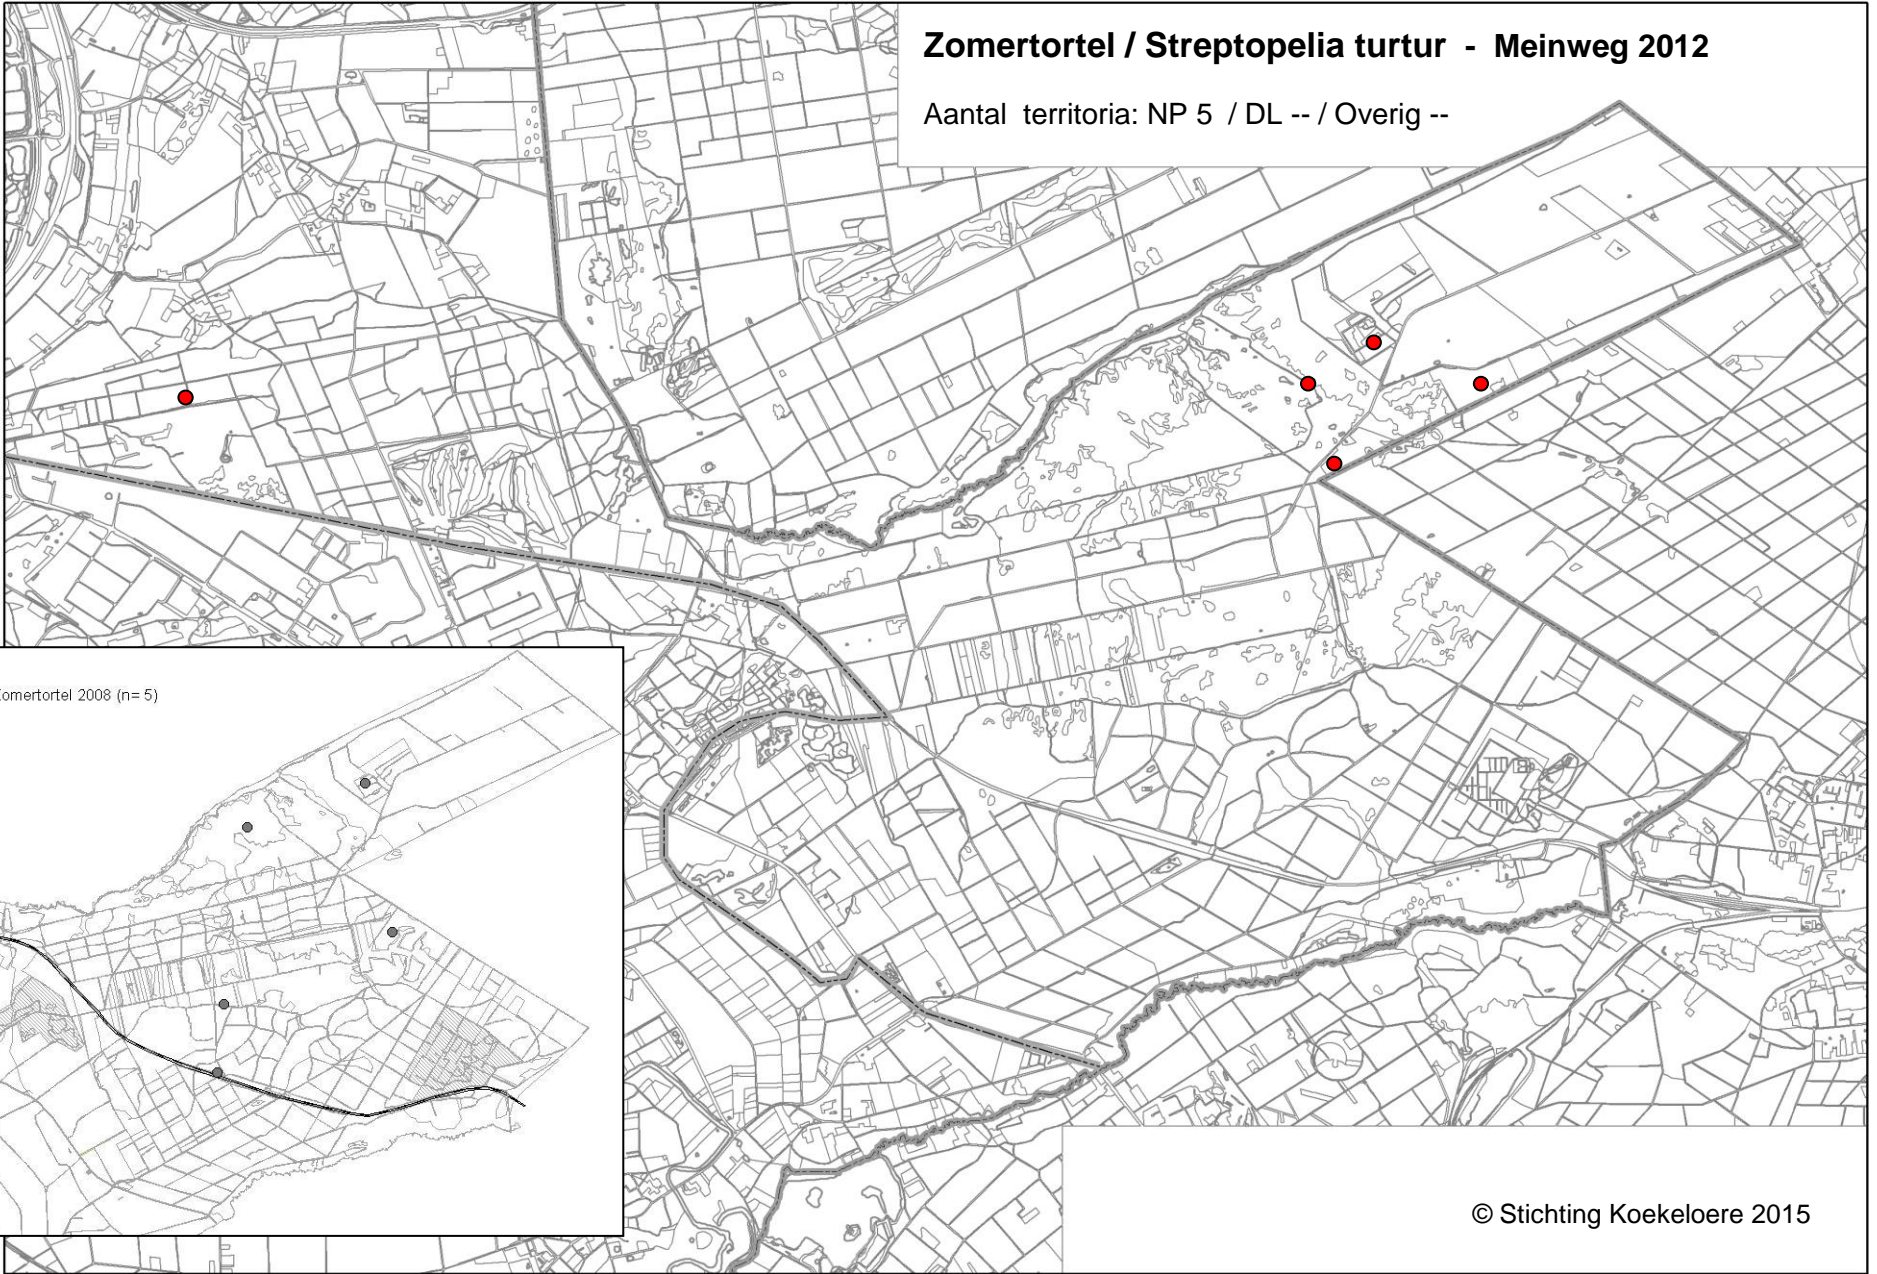 Zomertortel / Streptopelia turtur - Meinweg 2012
Aantal territoria: NP 5 / DL -- / Overig --
omertortel 2008 (n= 5)
© Stichting Koekeloere 2015